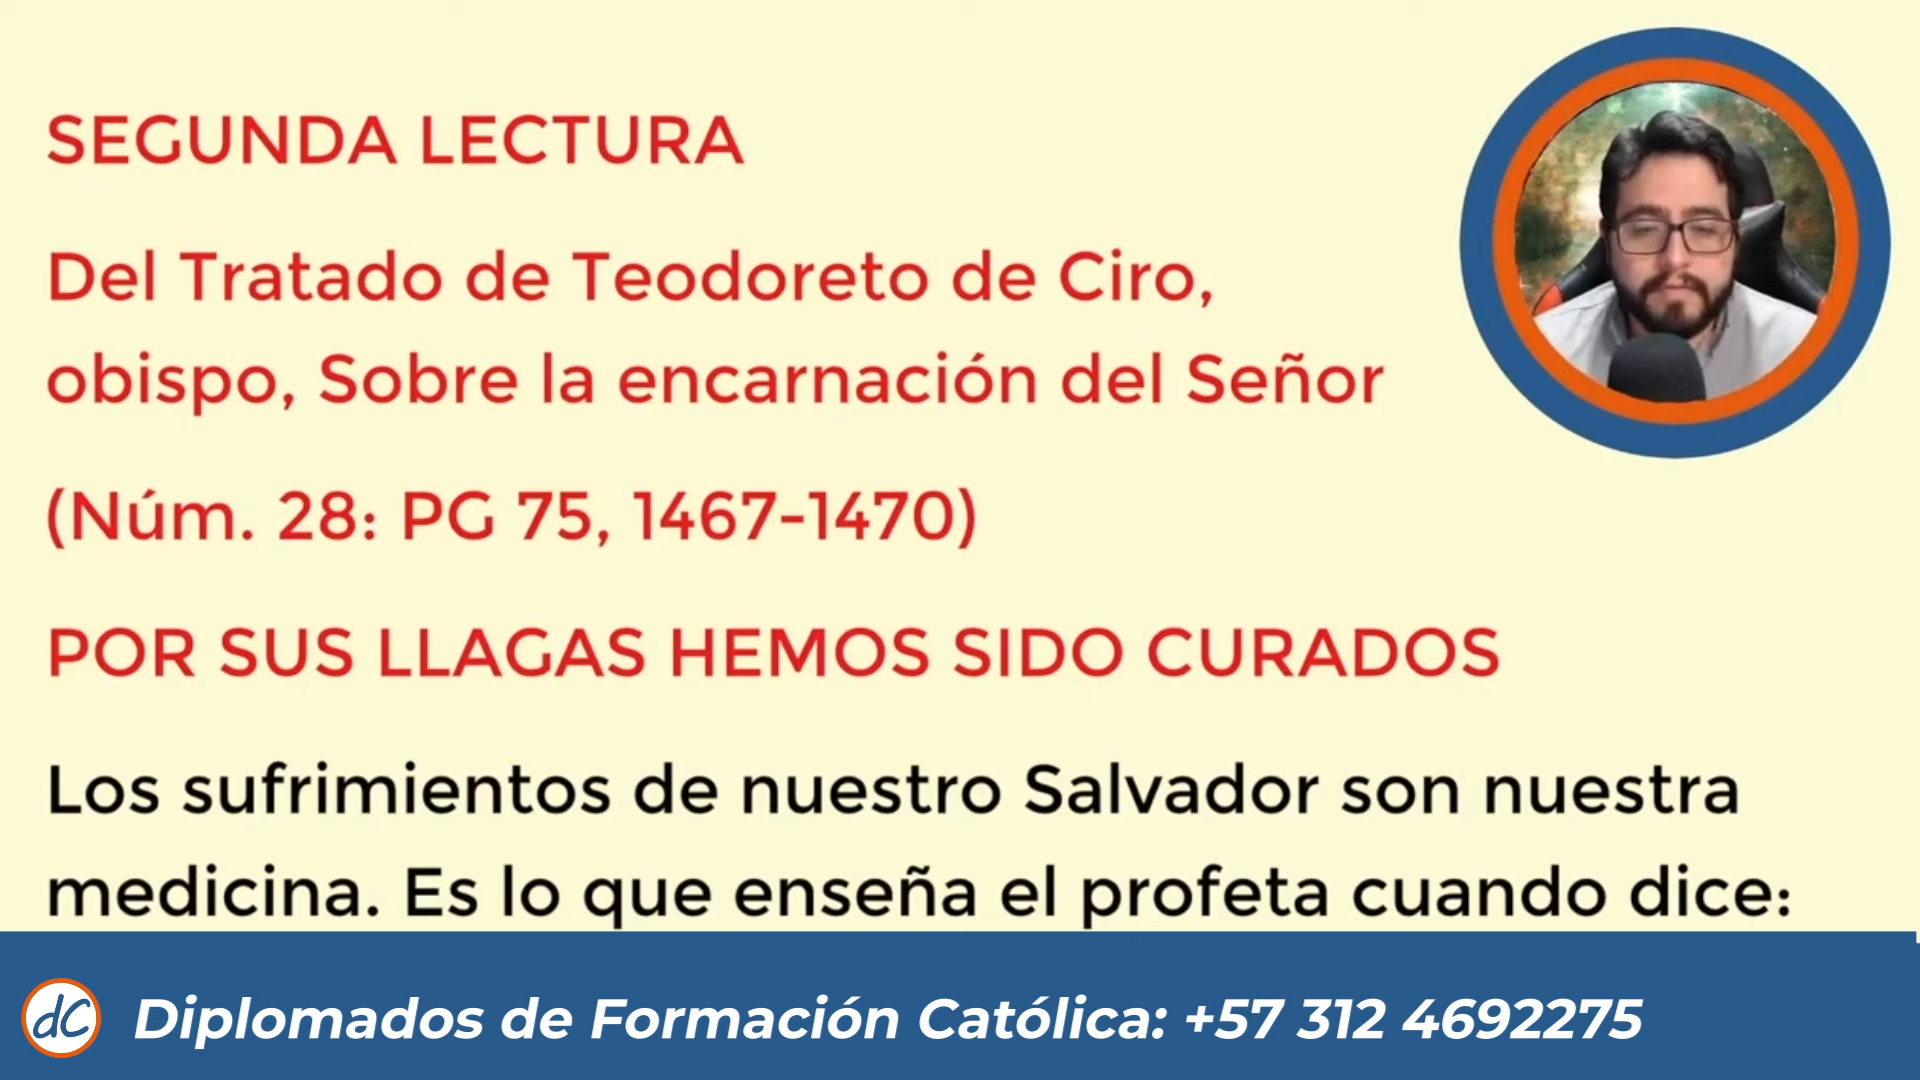 SEGUNDA LECTURA
Del Tratado de Teodoreto de Ciro,
obispo, Sobre la encarnación del Señor
(Núm. 28: PG 75, 1467-1470)
POR SUS LLAGAS HEMOS SIDO CURADOS
Los sufrimientos de nuestro Salvador son nuestra
medicina. Es lo que enseña el profeta cuando dice:
dC Diplomados de Formación Católica: +57 312 4692275